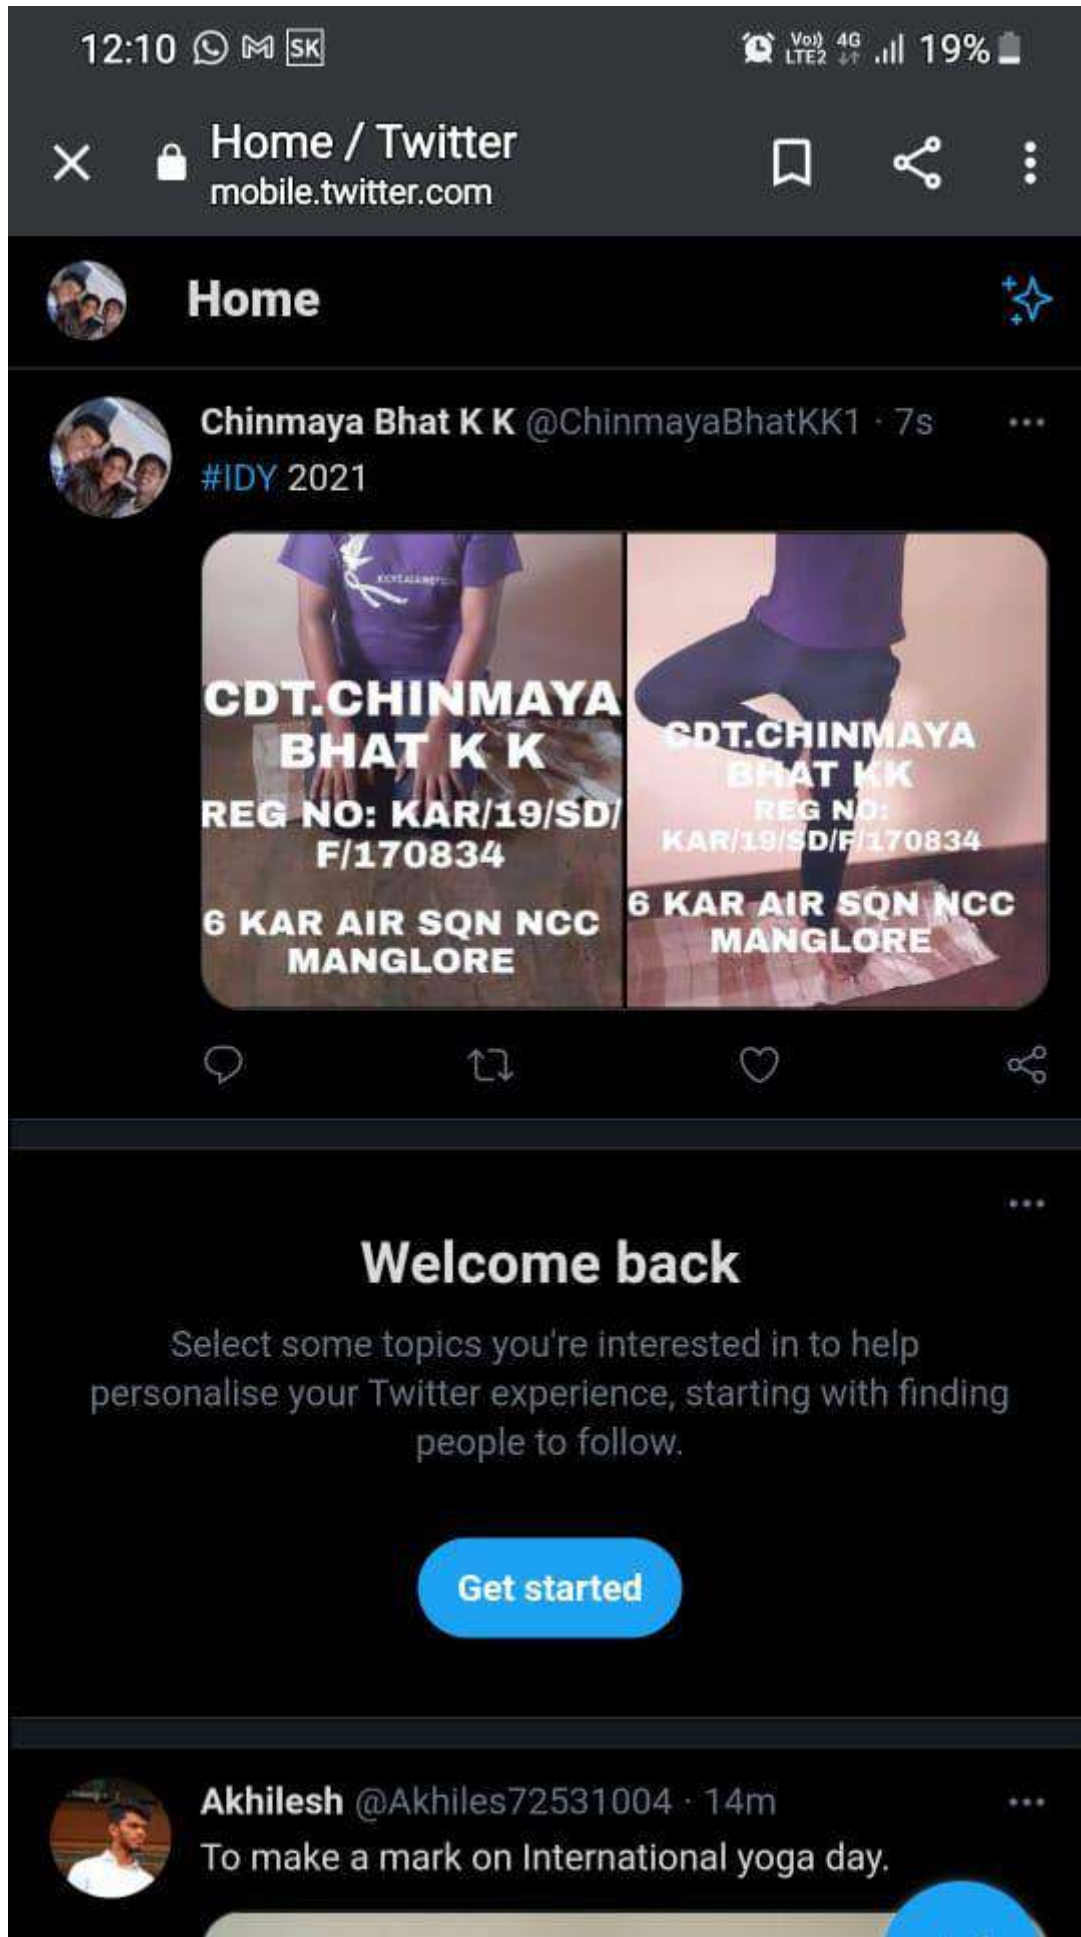 12:10 SK Vo)) LTE2 4G 19%
Home / Twitter
mobile.twitter.com
Home
Chinmaya Bhat K K @ChinmayaBhatKK1 · 7s
#IDY 2021
CDT.CHINMAYA
BHAT K K
REG NO: KAR/19/SD/
F/170834
6 KAR AIR SQN NCC
MANGLORE
CDT.CHINMAYA
BHAT KK
REG NO:
KAR/19/SD/F/170834
6 KAR AIR SQN NCC
MANGLORE
Welcome back
Select some topics you're interested in to help
personalise your Twitter experience, starting with finding
people to follow.
Get started
Akhilesh @Akhiles72531004 · 14m
To make a mark on International yoga day.